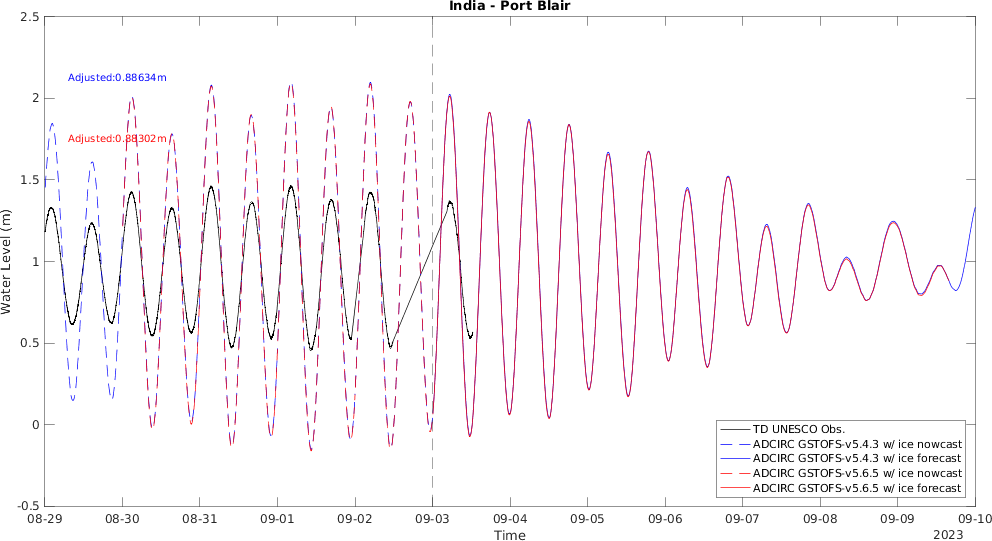 India - Port Blair
2.5
2
1.5
1
0.5
0
-0.5
Water Level (m)
Adjusted:0.88634m
Adjusted:0.88302m
TD UNESCO Obs.
ADCIRC GSTOFS-v5.4.3 w/ ice nowcast
ADCIRC GSTOFS-v5.4.3 w/ ice forecast
ADCIRC GSTOFS-v5.6.5 w/ ice nowcast
ADCIRC GSTOFS-v5.6.5 w/ ice forecast
08-29 08-30 08-31 09-01 09-02 09-03 09-04 09-05 09-06 09-07 09-08 09-09 09-10
Time
2023